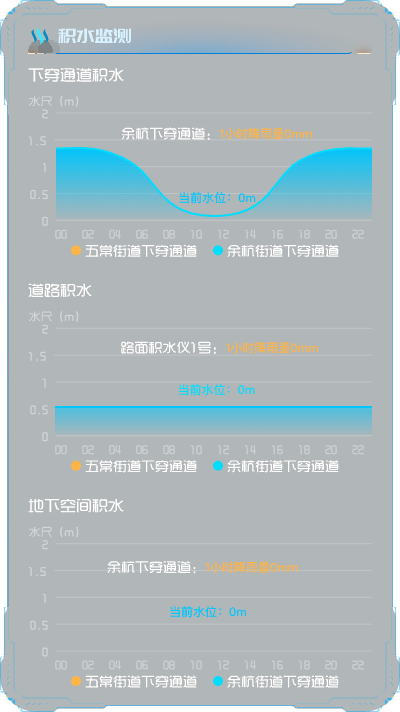 积水监测
下穿通道积水
水尺（m）
2
余杭下穿通道：1小时降雨量0mm
1.5
1
0.5
当前水位：0m
0
00 02 04 06 08 10 12 14 16 18 20 22
五常街道下穿通道 余杭街道下穿通道
道路积水
水尺（m）
2
路面积水仪1号：1小时降雨量0mm
1.5
1
当前水位：0m
0.5
0
00 02 04 06 08 10 12 14 16 18 20 22
五常街道下穿通道 余杭街道下穿通道
地下空间积水
水尺（m）
2
余杭下穿通道：1小时降雨量0mm
1.5
1
当前水位：0m
0.5
0
00 02 04 06 08 10 12 14 16 18 20 22
五常街道下穿通道 余杭街道下穿通道